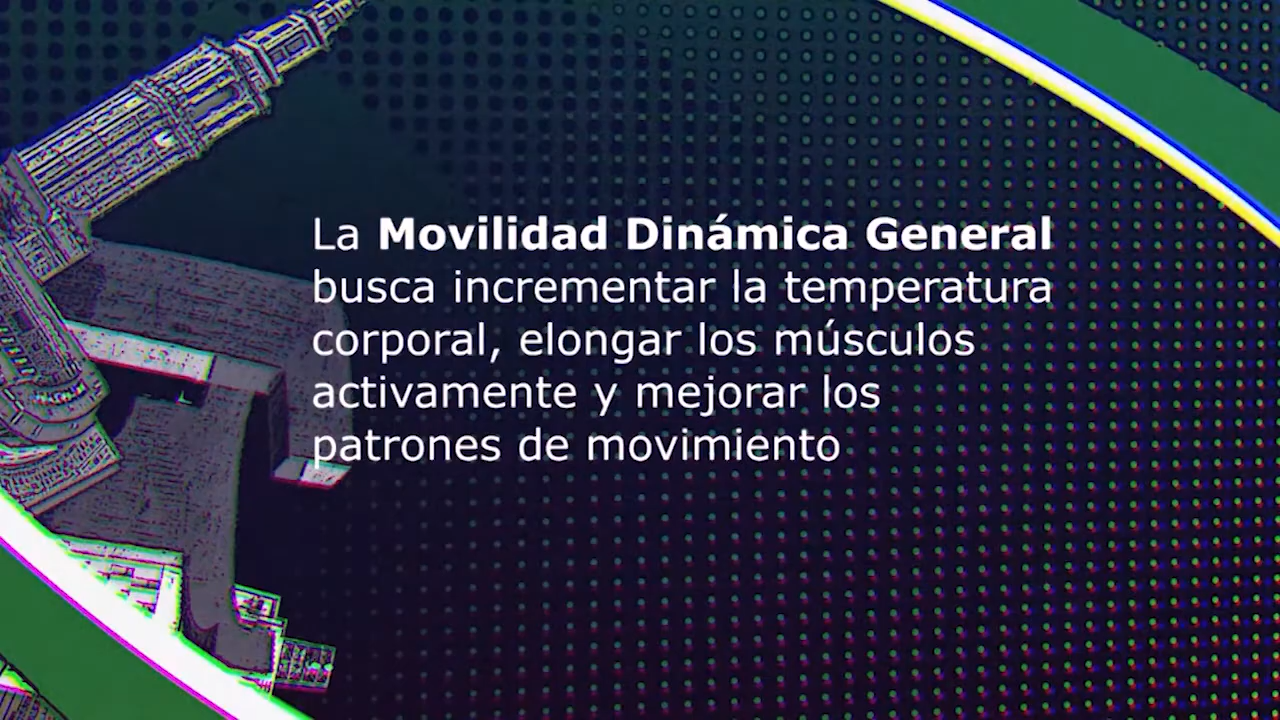 La Movilidad Dinámica General
busca incrementar la temperatura
corporal, elongar los músculos
activamente y mejorar los
patrones de movimiento